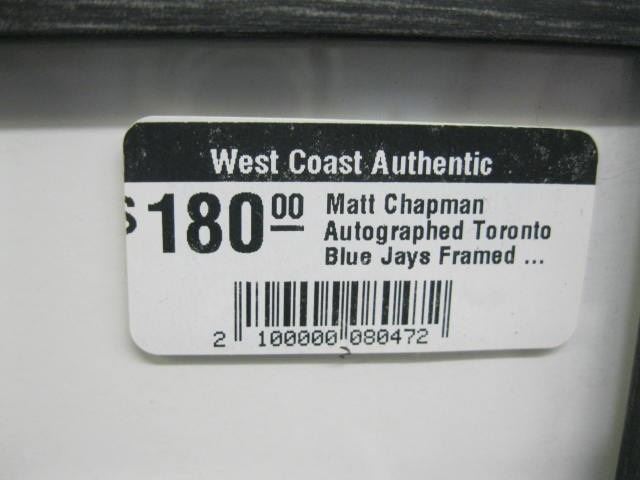 West Coast Authentic
$180 00
Matt Chapman
Autographed Toronto
Blue Jays Framed ...
2 100000 080472